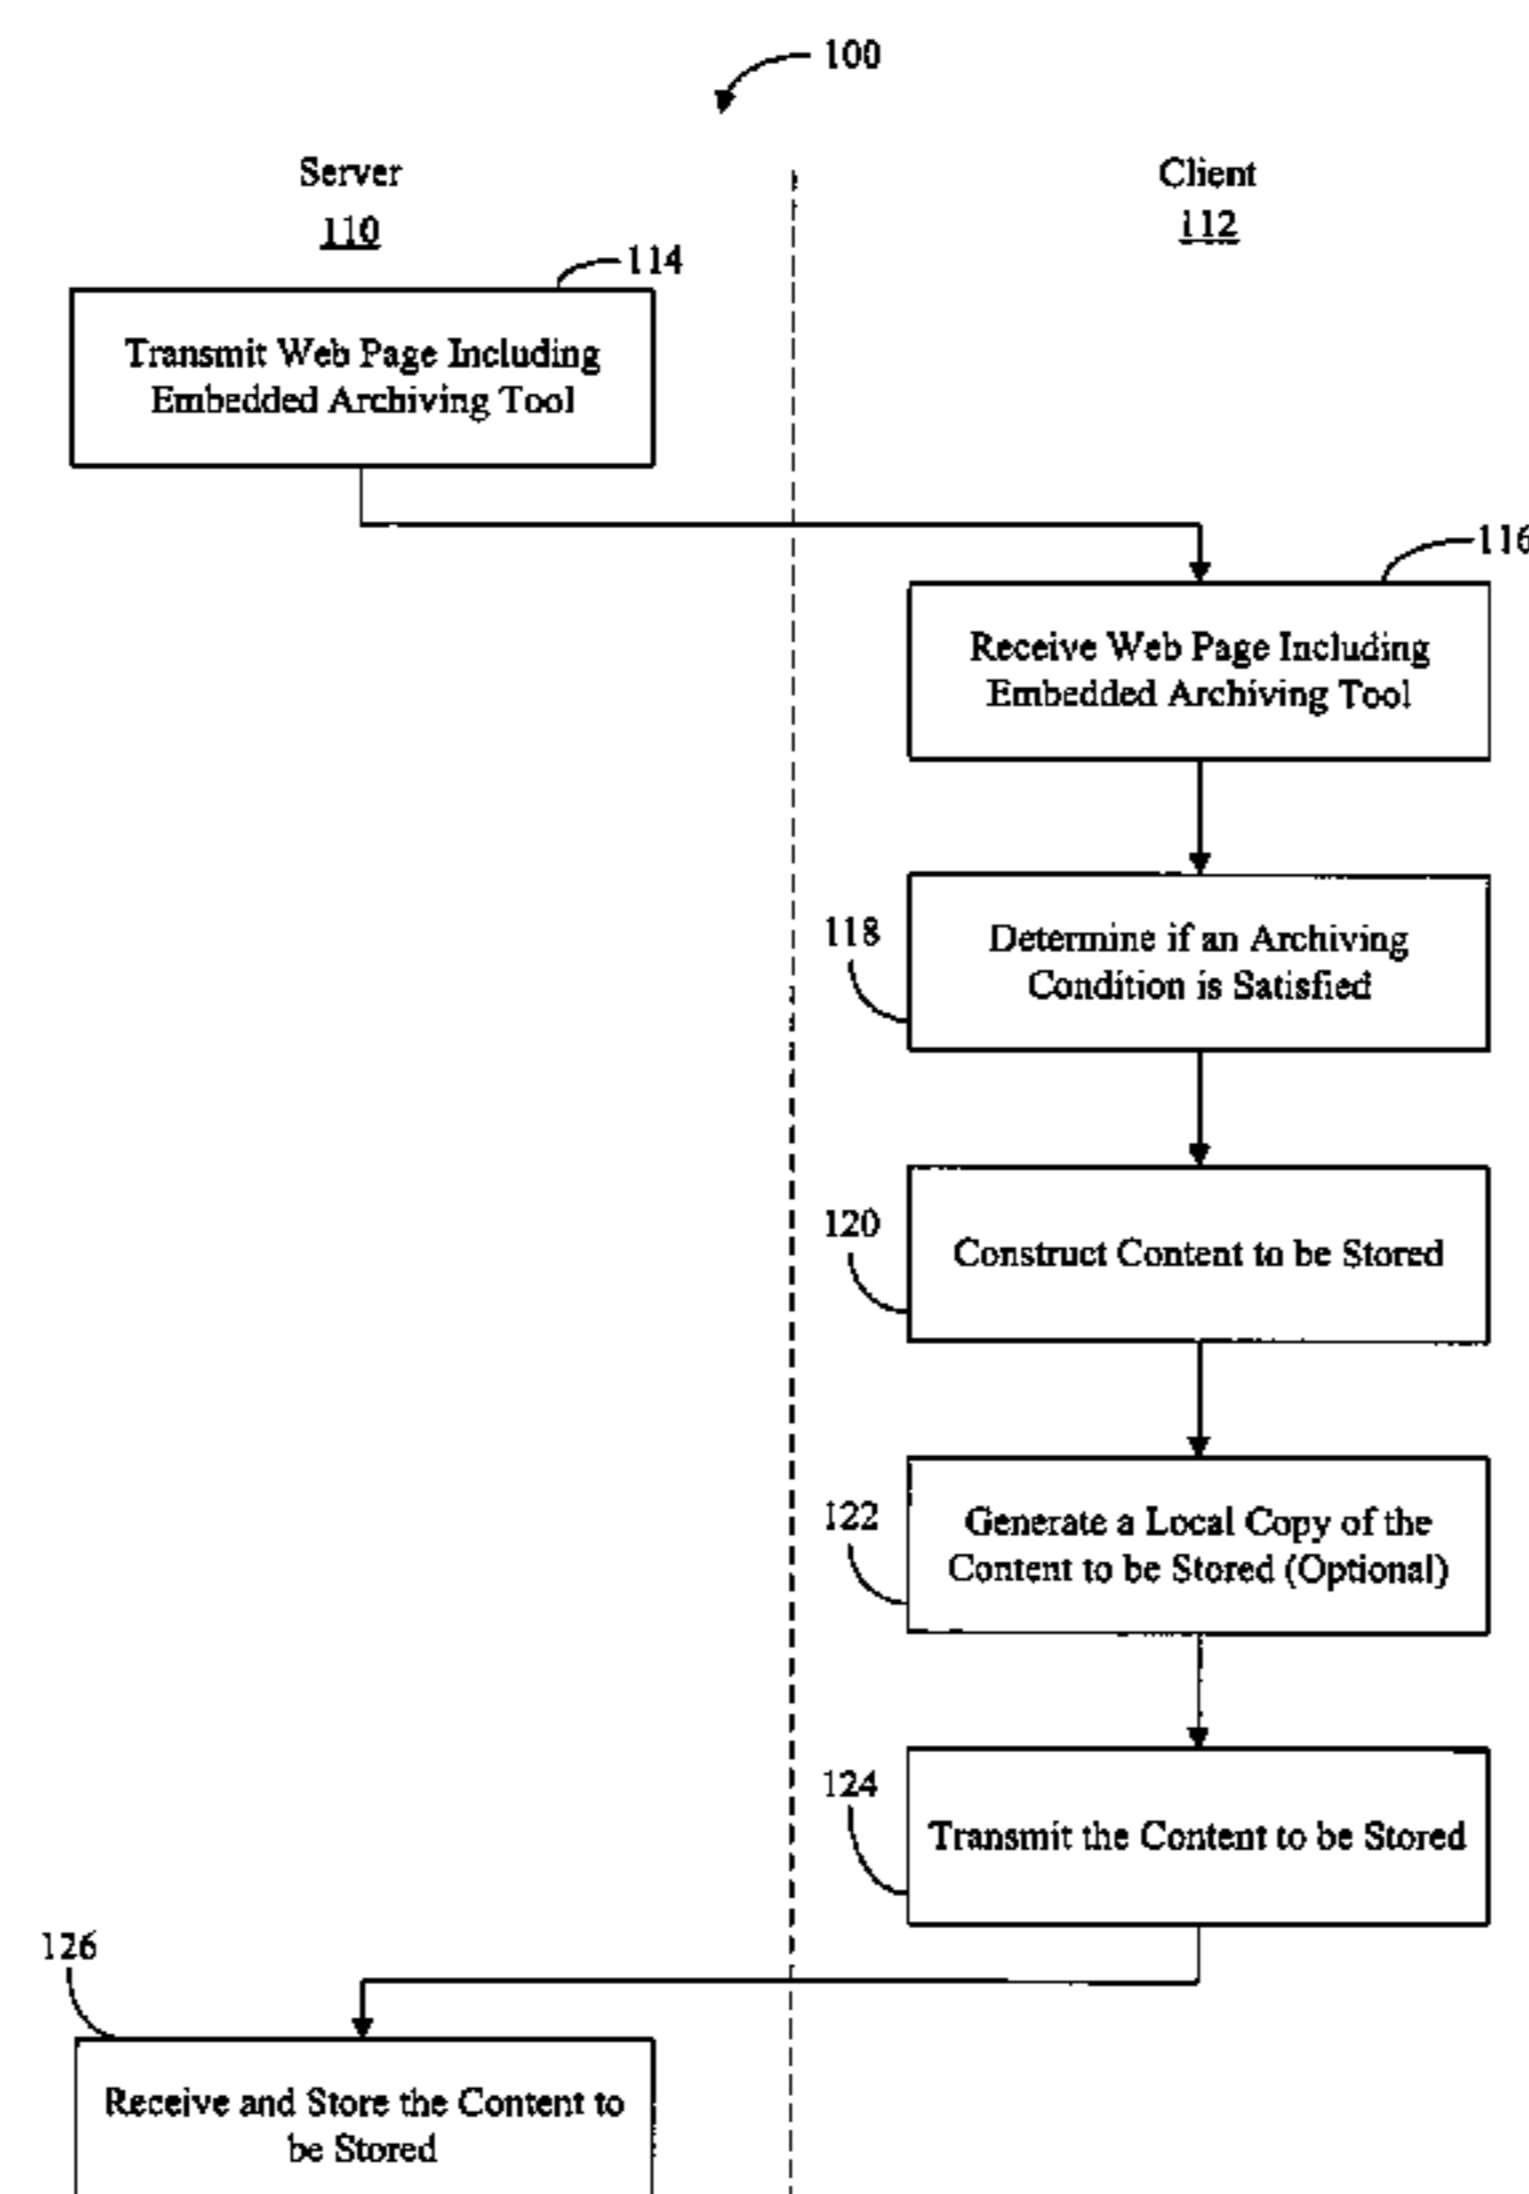 100
Server
110
Client
112
114
Transmit Web Page Including
Embedded Archiving Tool
116
Receive Web Page Including
Embedded Archiving Tool
118
Determine if an Archiving
Condition is Satisfied
120
Construct Content to be Stored
122
Generate a Local Copy of the
Content to be Stored (Optional)
124
Transmit the Content to be Stored
126
Receive and Store the Content to
be Stored